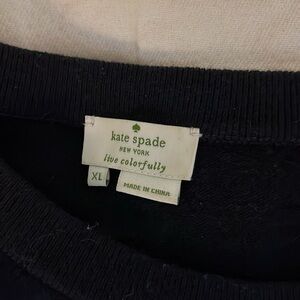 kate spade
NEW YORK
live colorfully
XL
MADE IN CHINA